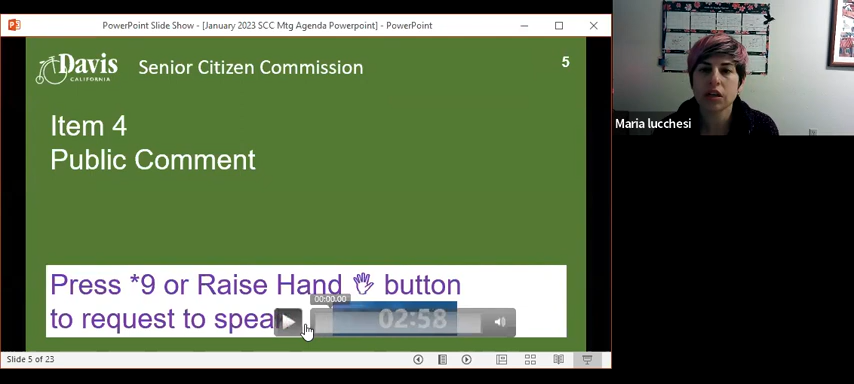 PowerPoint Slide Show - [January 2023 SCC Mtg Agenda Powerpoint] - PowerPoint
Davis
CALIFORNIA
Senior Citizen Commission
5
Item 4
Public Comment
Press *9 or Raise Hand button
to request to
00:00.00
02:58
Slide 5 of 23
Maria lucchesi